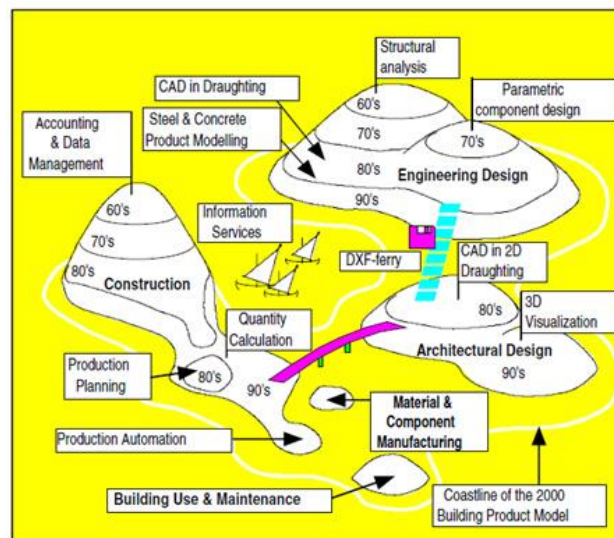 Structural
analysis
CAD in Draughting
Parametric
component design
60's
Steel & Concrete
Product Modelling
70's
70's
Accounting
& Data
Management
80's
Engineering Design
90's
60's
Information
Services
70's
DXF-ferry
CAD in 2D
Draughting
80's
Construction
80's
3D
Visualization
Quantity
Calculation
Architectural Design
Production
Planning
80's
90's
90's
Material &
Component
Manufacturing
Production Automation
Building Use & Maintenance
Coastline of the 2000
Building Product Model